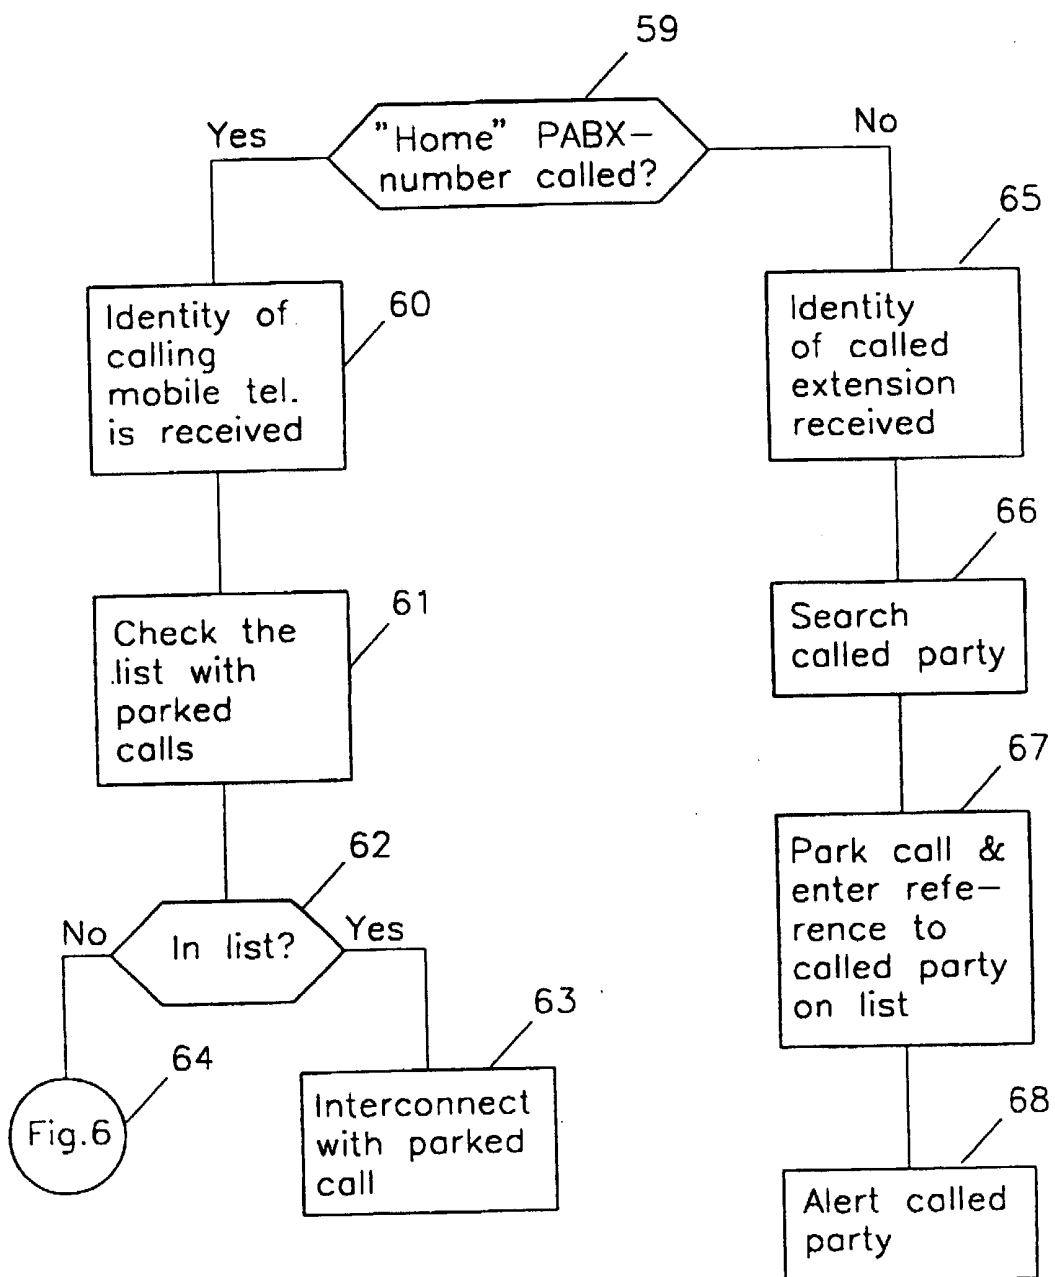 59
Yes
"Home" PABX-
number called?
No
Identity of
calling
mobile tel.
is received
60
Check the
list with
parked
calls
61
62
No
In list?
Yes
Fig.6
64
Interconnect
with parked
call
63
65
Identity
of called
extension
received
66
Search
called party
67
Park call &
enter refe-
rence to
called party
on list
68
Alert called
party